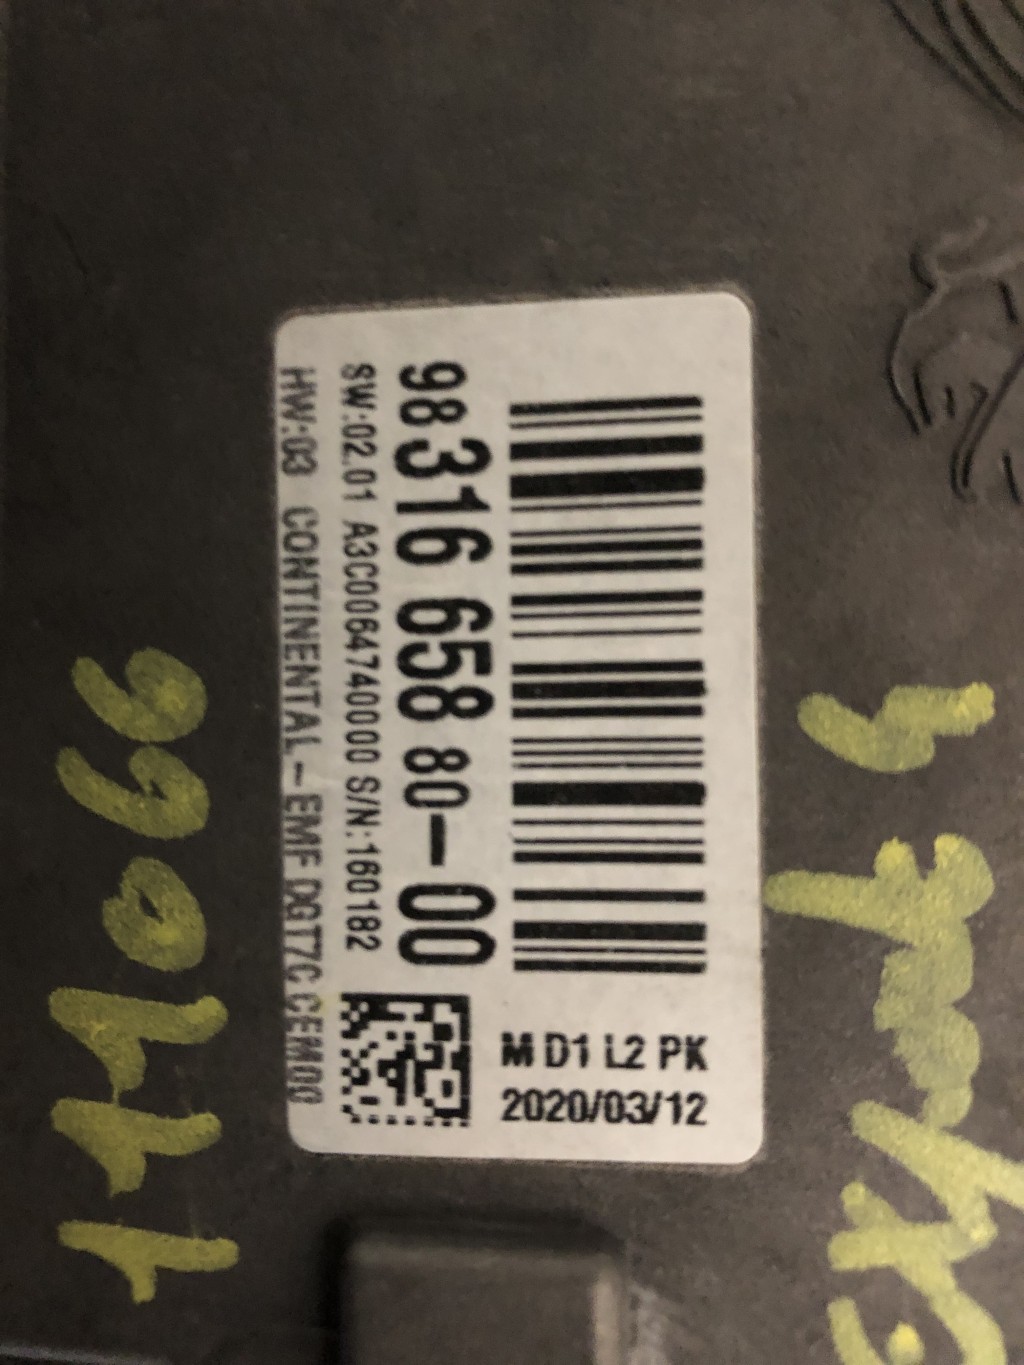 98 316 658 80-00
SW:02.01 A3C0064740000 S/N:160182
HW:03 CONTINENTAL-EMF DGT7C CEM00
M D1 L2 PK
2020/03/12